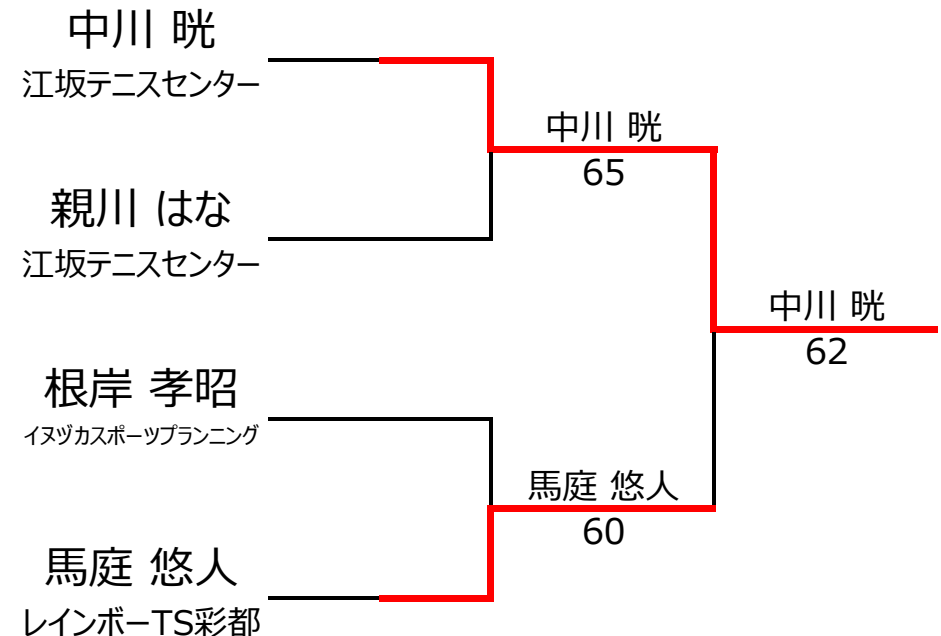 中川 晄
江坂テニスセンター
中川 晄
65
親川 はな
江坂テニスセンター
中川 晄
62
根岸 孝昭
イヌヅカスポーツプランニング
馬庭 悠人
60
馬庭 悠人
レインボーTS彩都